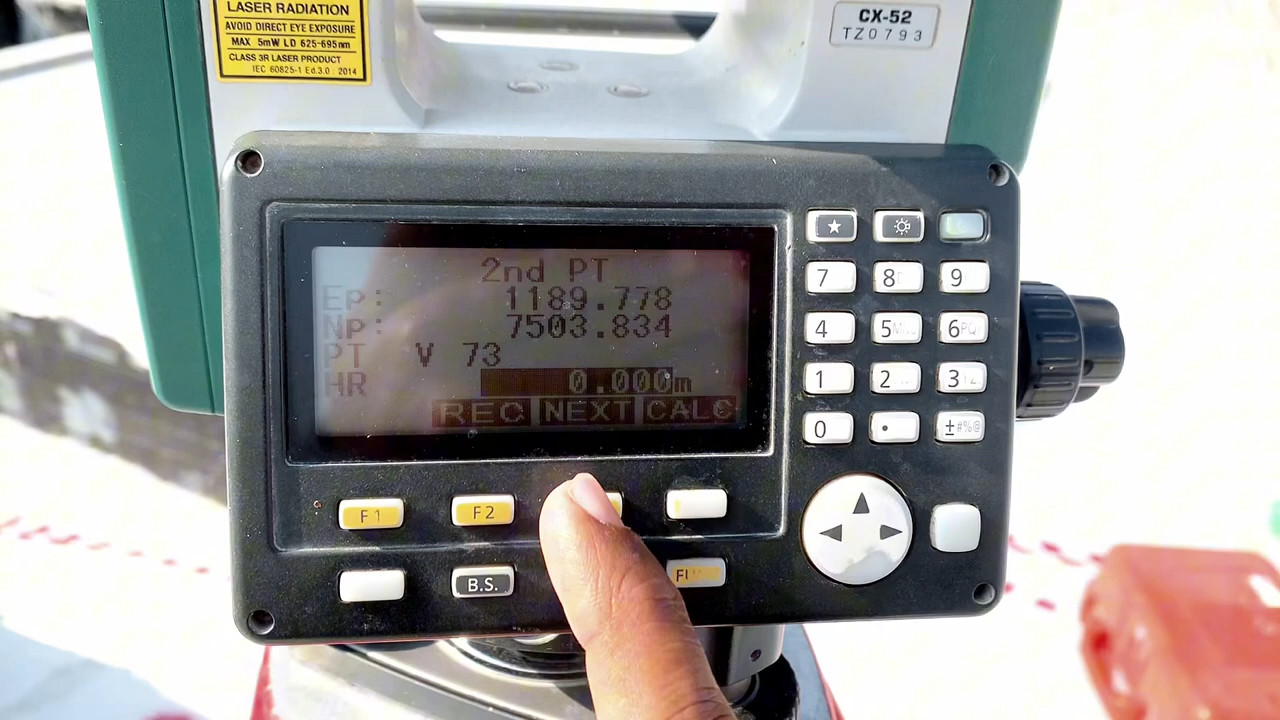 LASER RADIATION
AVOID DIRECT EYE EXPOSURE
MAX 5mW LD 625-695nm
CLASS 3R LASER PRODUCT
IEC 60825-1 Ed.3.0 : 2014
CX-52
TZ0793
2nd PT
Ep: 1189.778
Np: 7503.834
PT V 73
HR 0.000m
REC NEXT CALC
★
7 8 9
4 5 6PQ
1 2 3
0 • ±#%@
F1 F2
B.S.